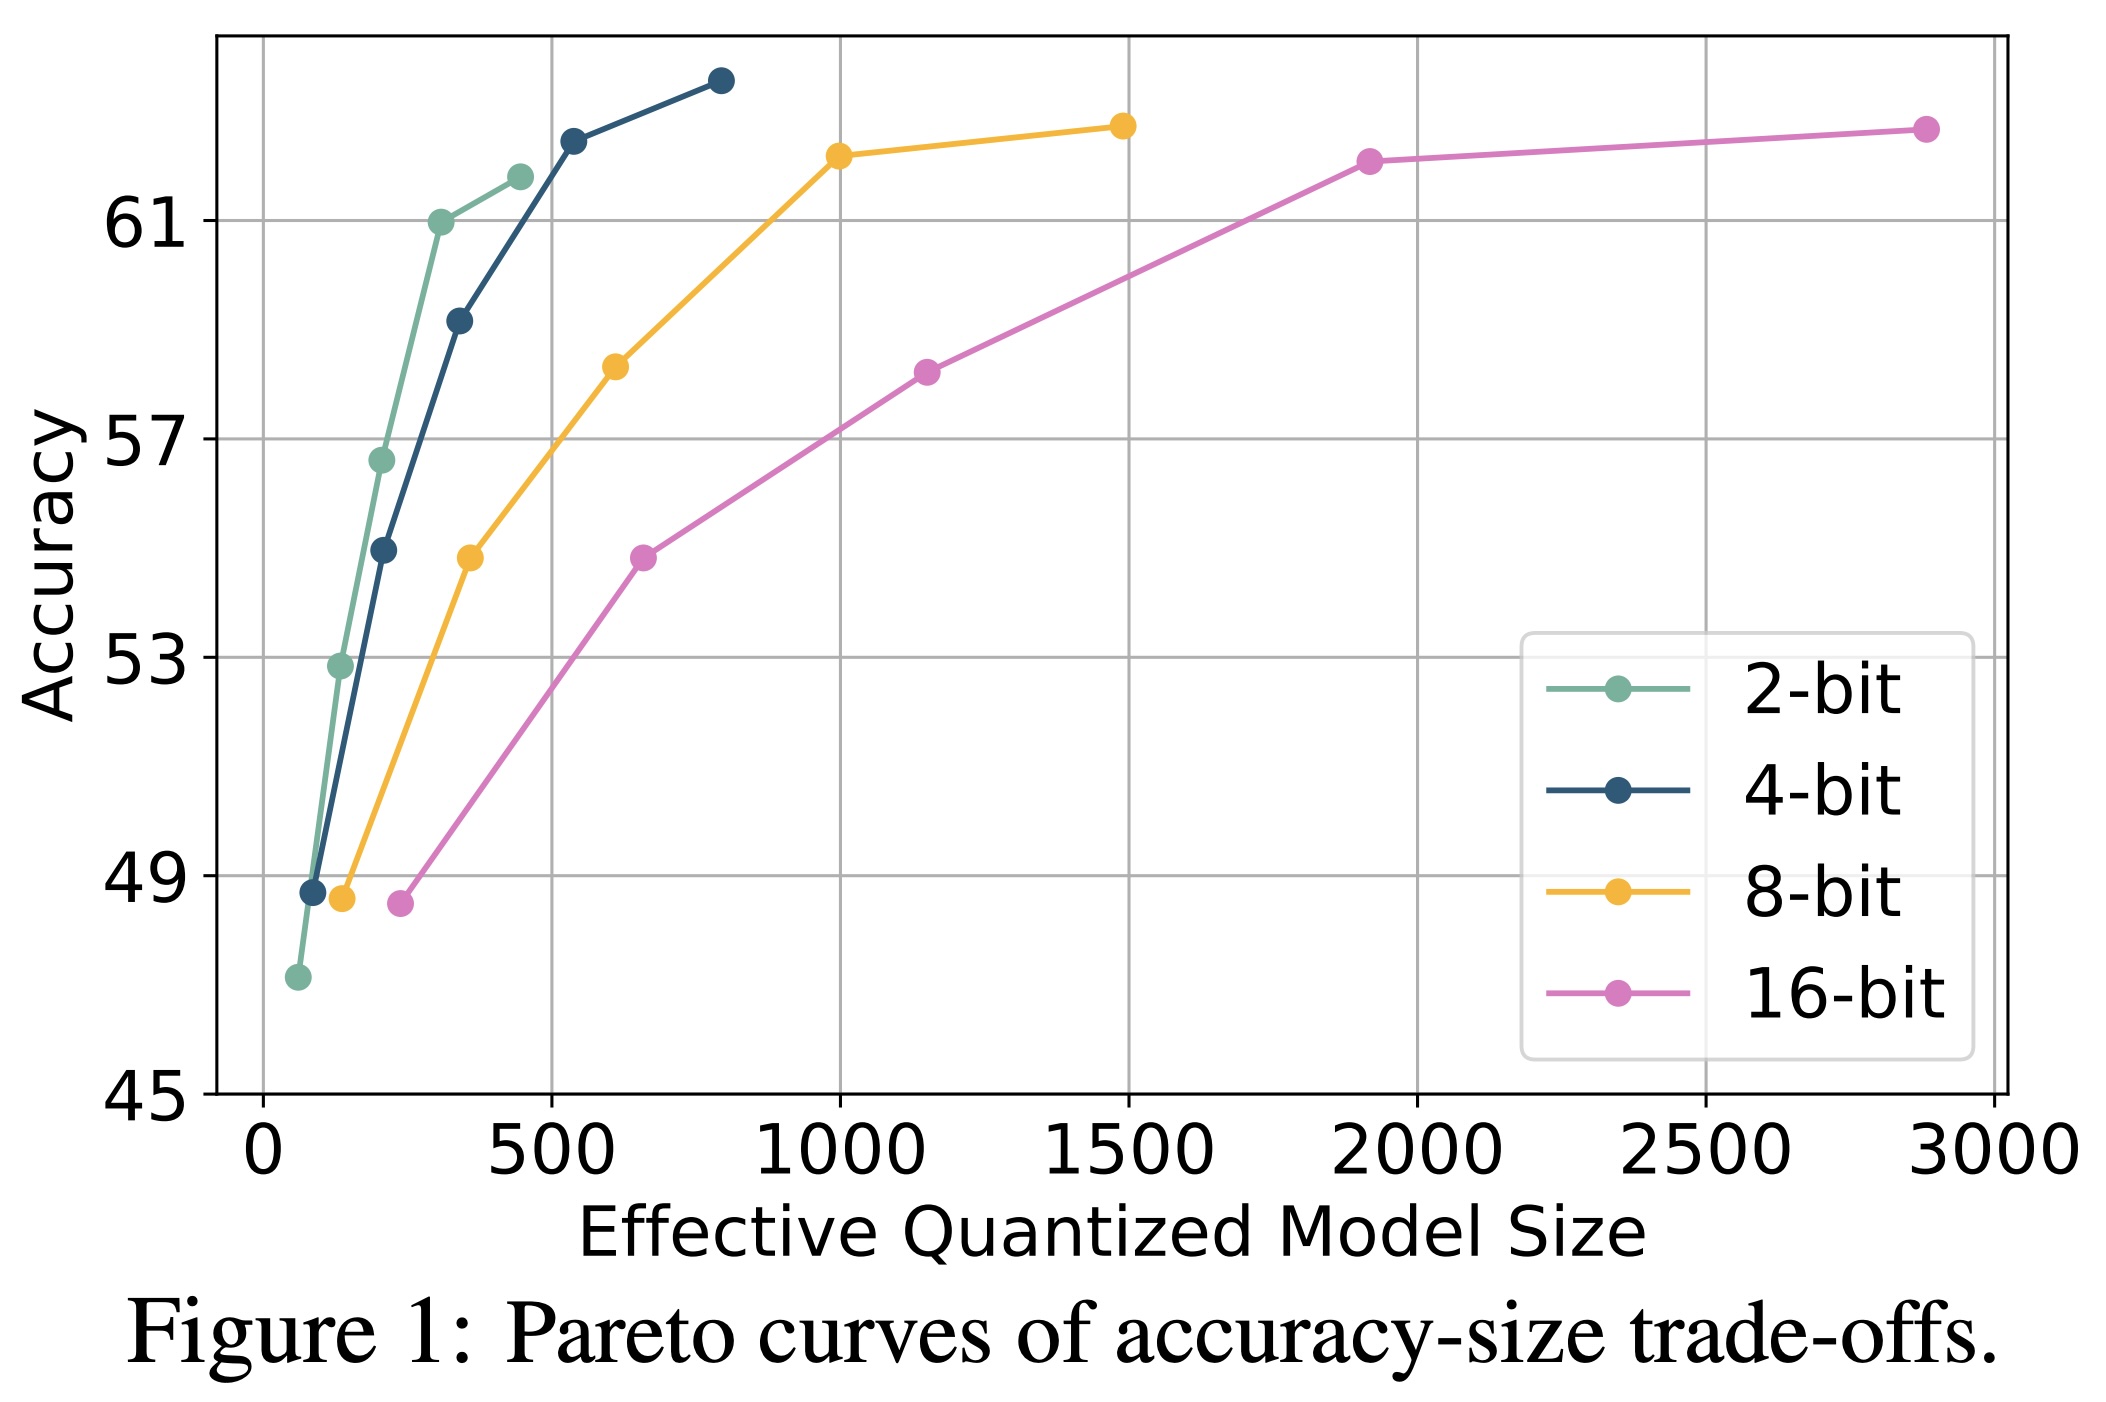 61
57
53
49
45
Accuracy
2-bit
4-bit
8-bit
16-bit
0 500 1000 1500 2000 2500 3000
Effective Quantized Model Size
Figure 1: Pareto curves of accuracy-size trade-offs.